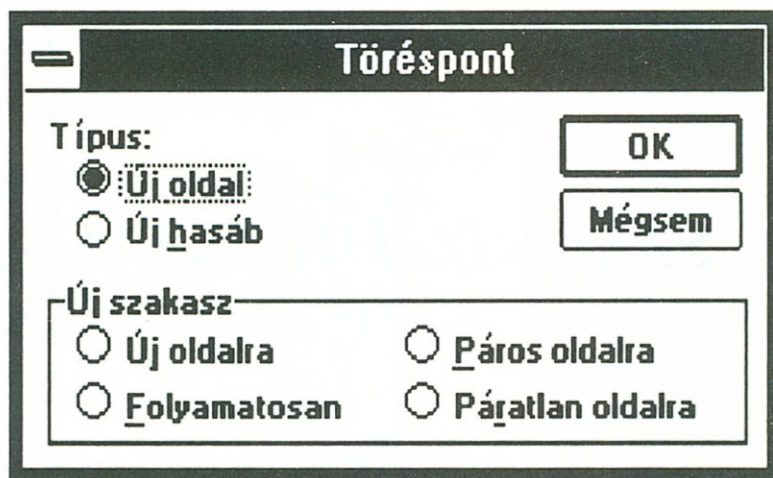 Töréspont
Típus:
Új oldal
Új hasáb
OK
Mégsem
Új szakasz
Új oldalra
Páros oldalra
Folyamatosan
Páratlan oldalra